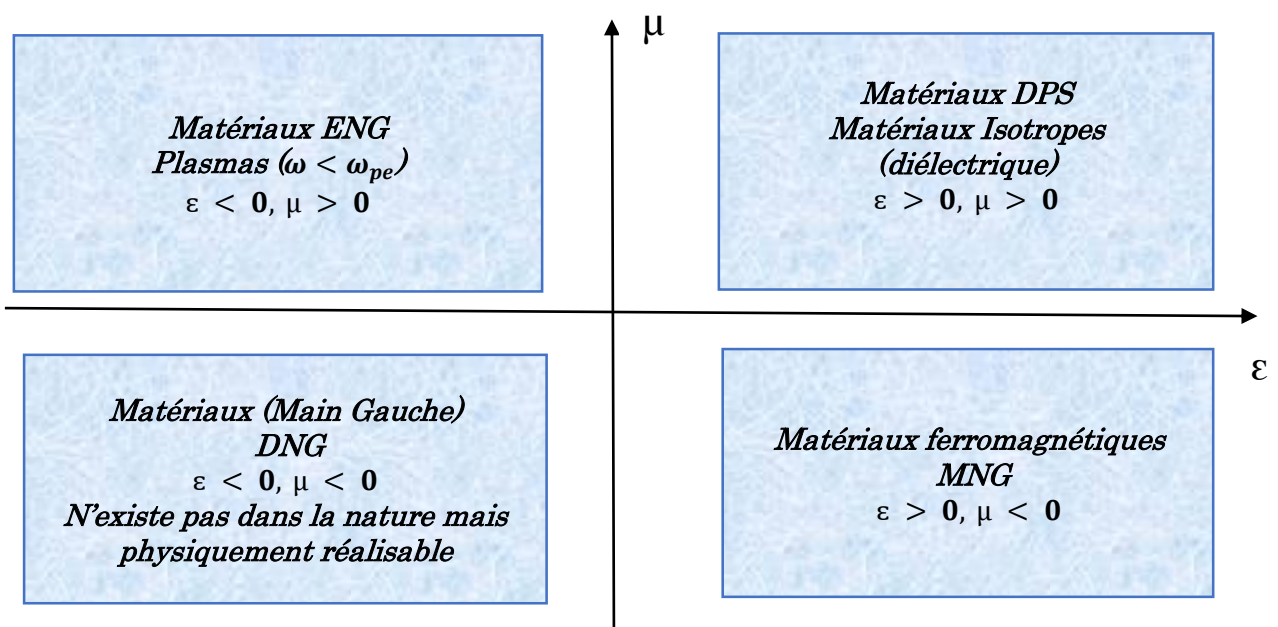 μ
Matériaux ENG
Plasmas (ω < ωpe)
ε < 0, μ > 0
Matériaux DPS
Matériaux Isotropes
(diélectrique)
ε > 0, μ > 0
ε
Matériaux (Main Gauche)
DNG
ε < 0, μ < 0
N'existe pas dans la nature mais
physiquement réalisable
Matériaux ferromagnétiques
MNG
ε > 0, μ < 0